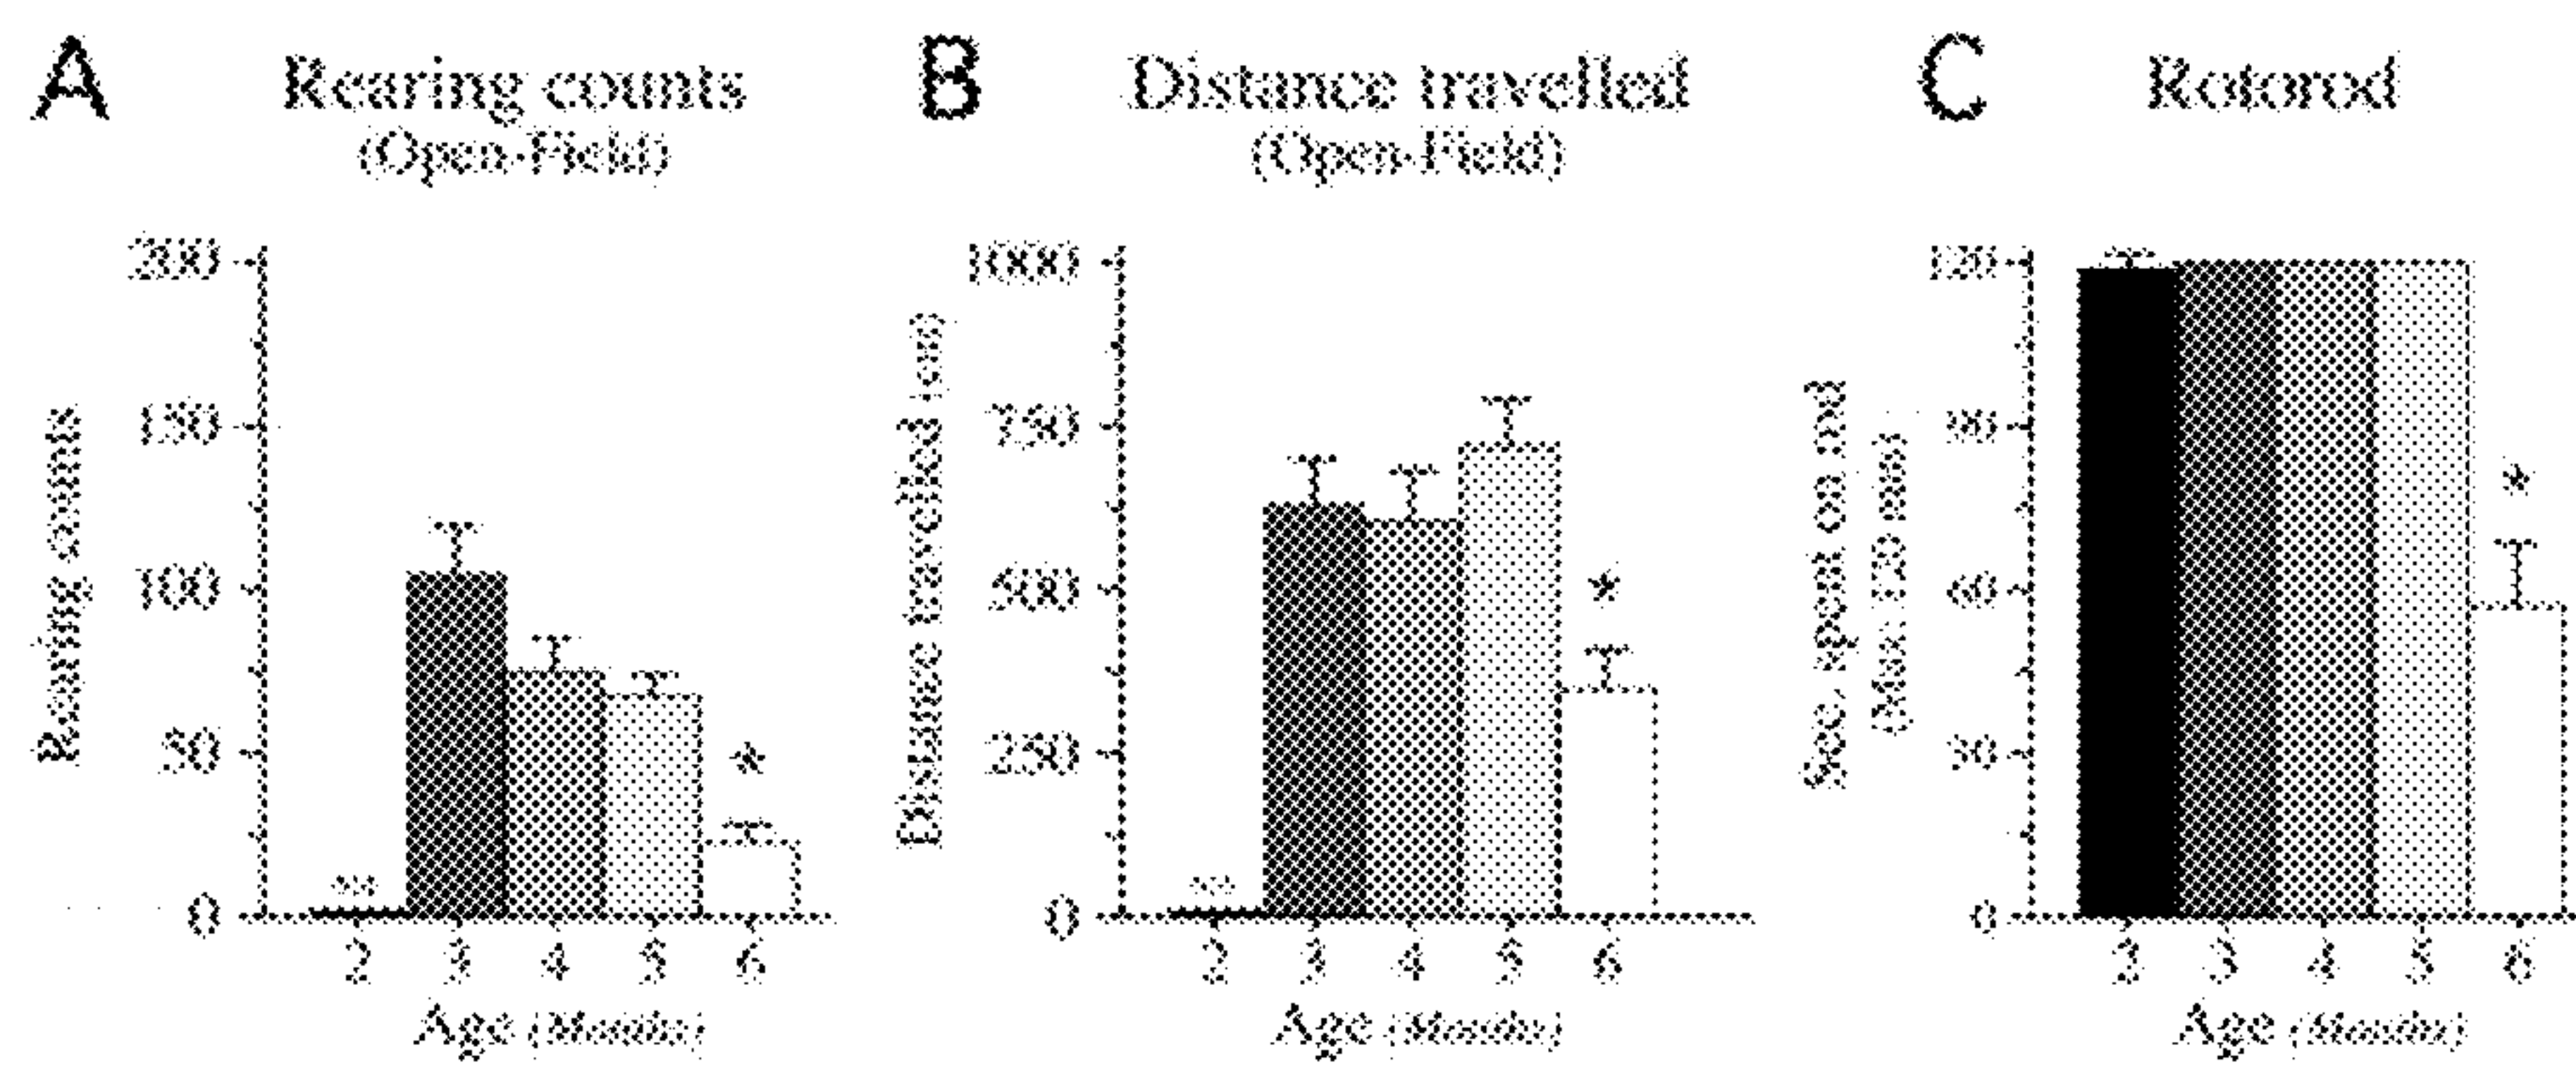 A Rearing counts
(Open-Field)
Rearing counts
200
150
100
50
0
*
2 3 4 5 6
Age (Months)
B Distance travelled
(Open-Field)
Distance travelled (cm)
1000
750
500
250
0
*
2 3 4 5 6
Age (Months)
C Rotorod
Sec. spent on rod
(Max: 120 max)
120
90
60
30
0
*
2 3 4 5 6
Age (Months)